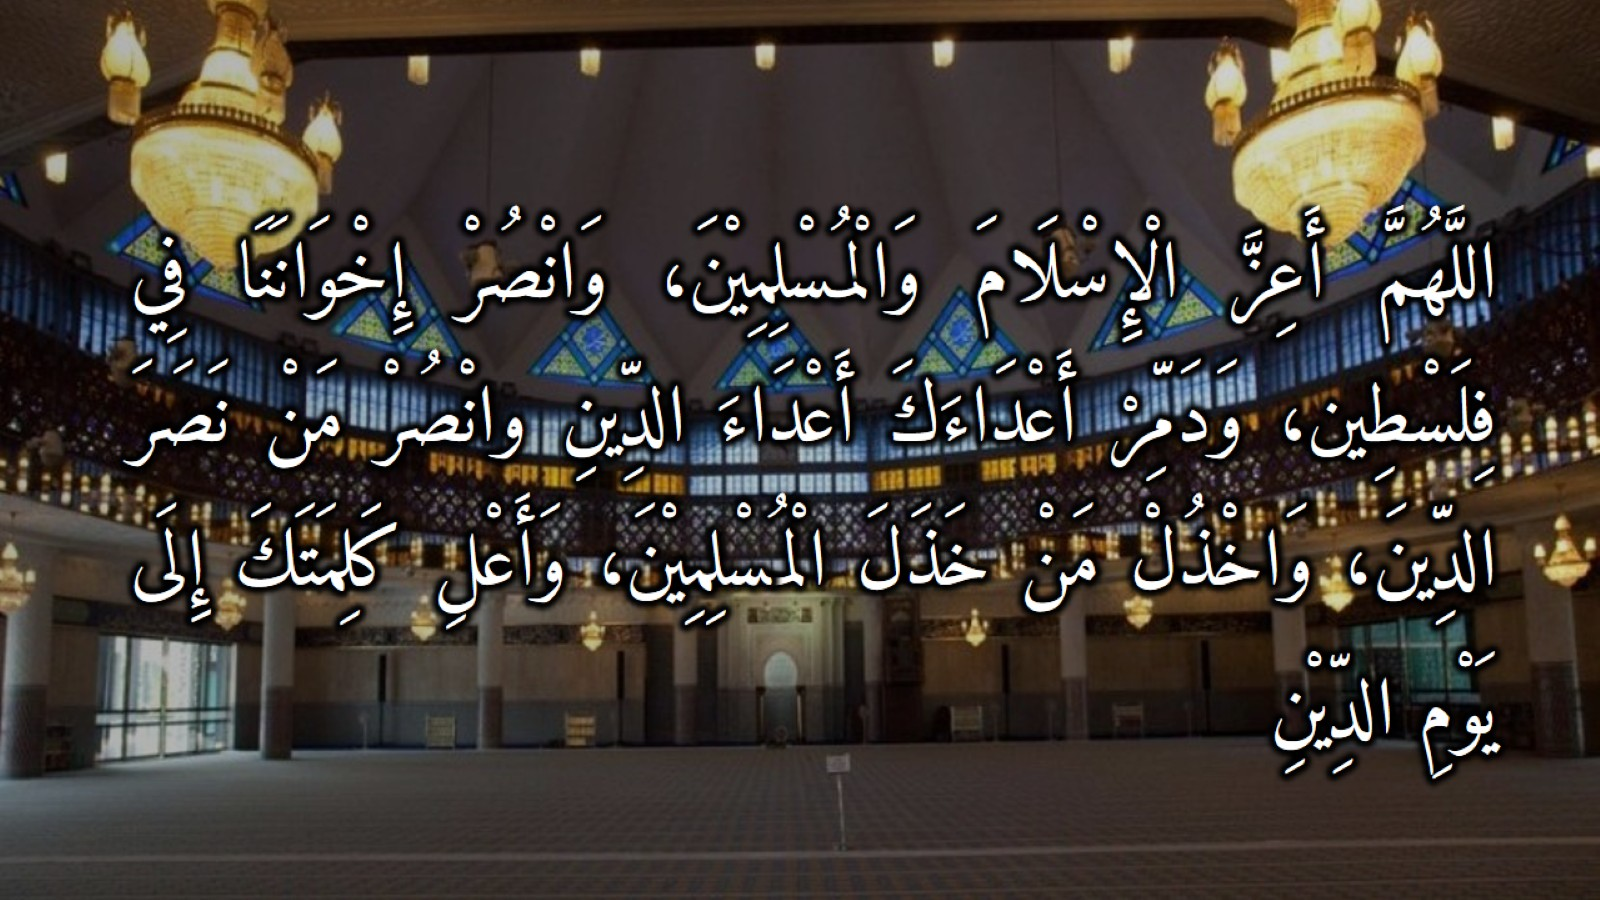 اللَّهُمَّ أَعِزَّ الْإِسْلَامَ وَالْمُسْلِمِيْنَ، وَانْصُرْ إِخْوَانَنَا فِي
فِلَسْطِين، وَدَمِّرْ أَعْدَاءَكَ أَعْدَاءَ الدِّينِ وانْصُرْ مَنْ نَصَرَ
الدِّينَ، وَاخْذُلْ مَنْ خَذَلَ الْمُسْلِمِيْنَ، وَأَعْلِ كَلِمَتَكَ إِلَى
يَوْمِ الدِّيْنِ